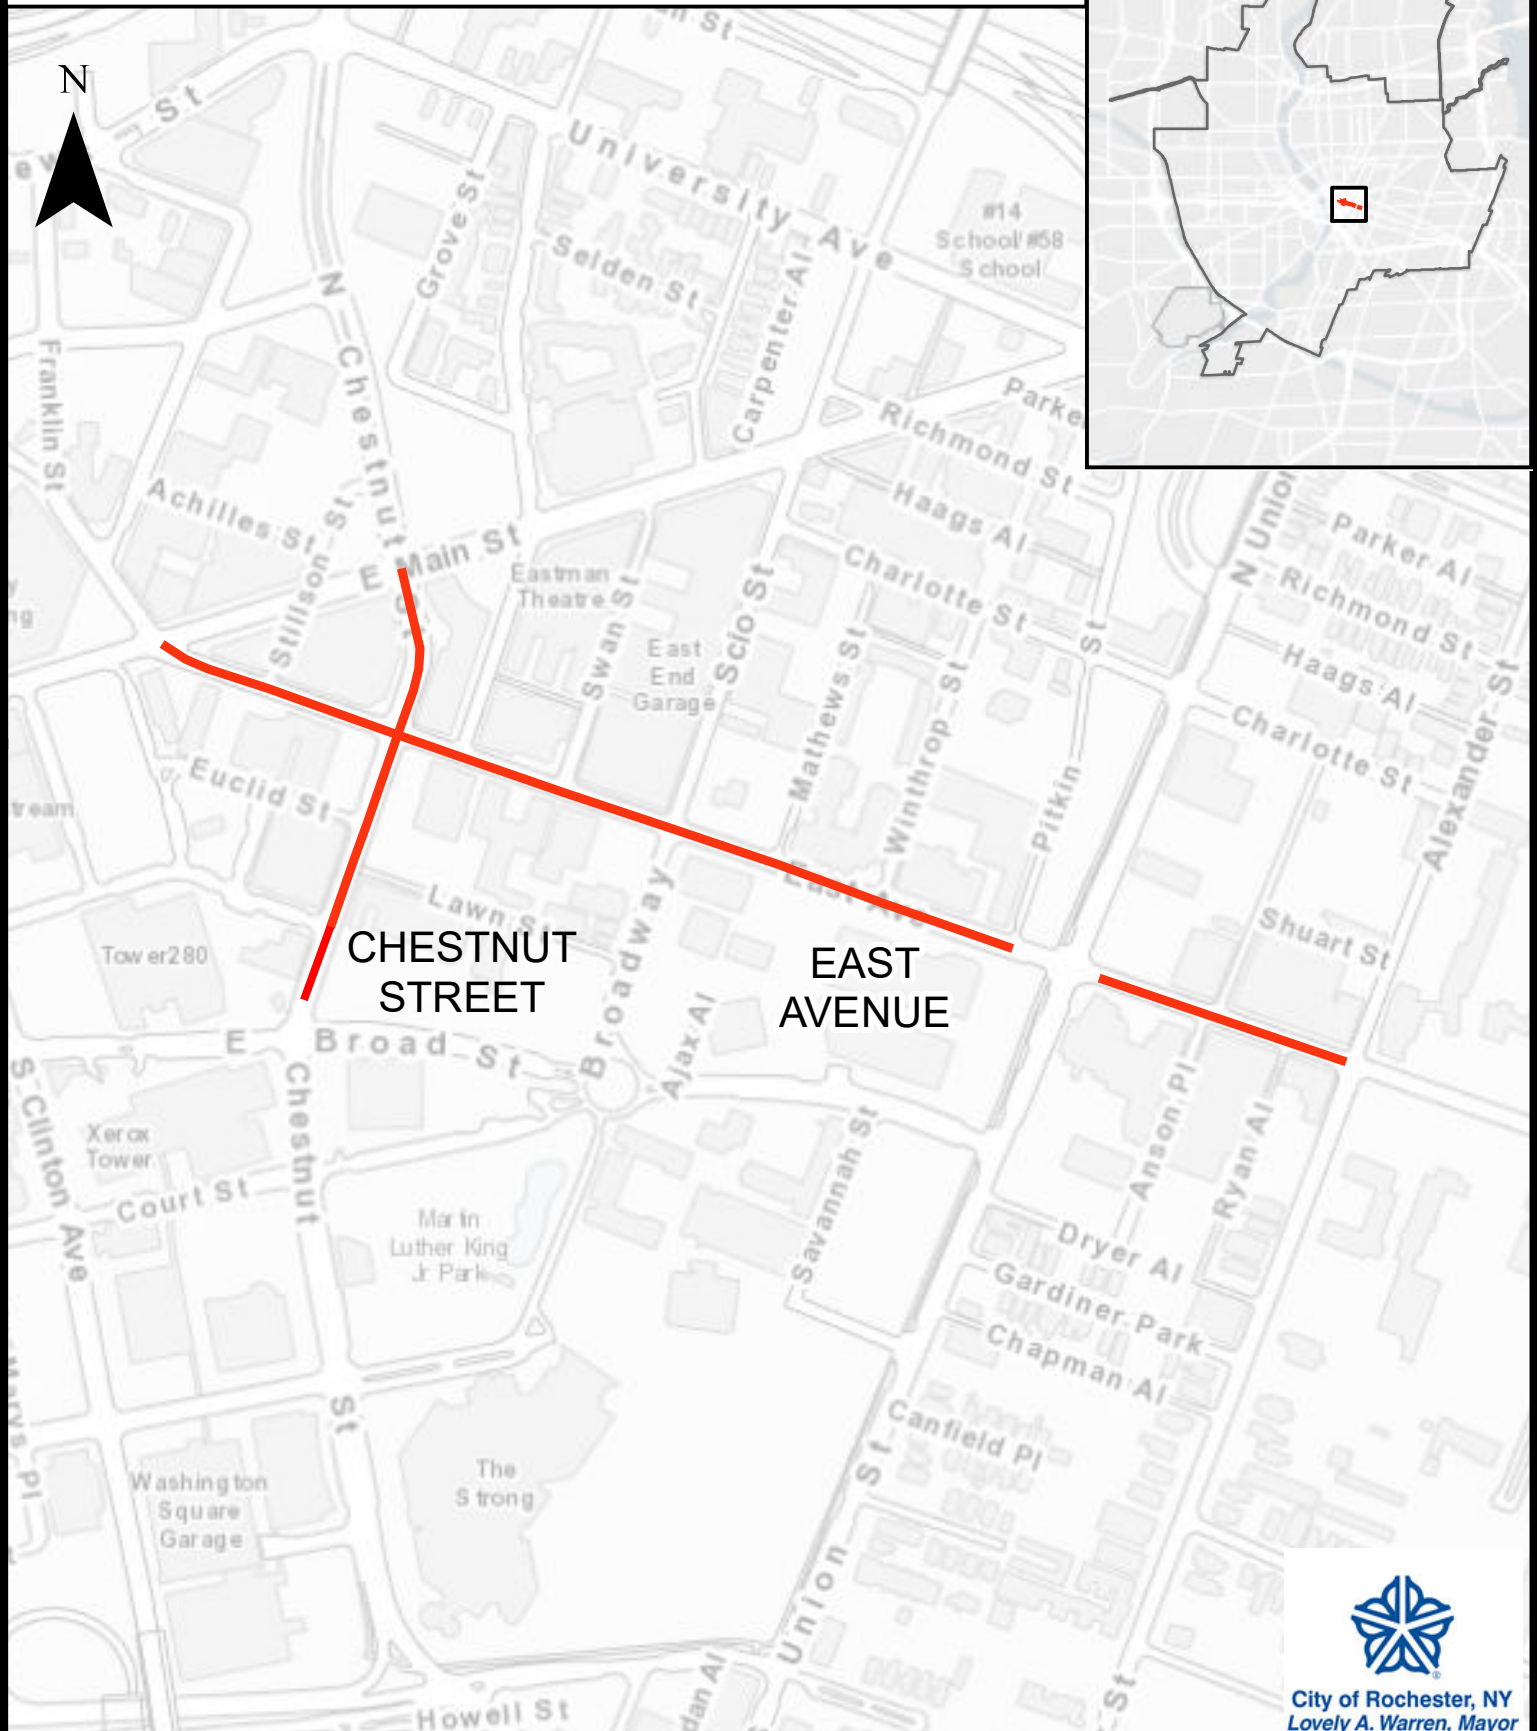 N
St
University Ave
Grove St
Selden St
Carpenter Al
#14
School/#58
School
N Chestnut St
Franklin St
Achilles St
Stillson St
E Main St
Eastman
Theatre
Swan St
East
End
Garage
Scio St
Richmond St
Haags Al
Charlotte St
Mathews St
Winthrop St
Pitkin St
N Union
Parker Al
Richmond St
Haags Al
Charlotte St
Alexander St
Euclid St
Lawn St
East Ave
Tower280
CHESTNUT
STREET
EAST
AVENUE
Shuart St
E Broad St
Broadway
Ajax Al
S Clinton Ave
Xerox
Tower
Chestnut St
Court St
Martin
Luther King
Jr Park
Savannah St
Anson Pl
Ryan Al
Dryer Al
Gardiner Park
Chapman Al
Canfield Pl
Marys Pl
Washington
Square
Garage
The
Strong
Union St
Howell St
St
City of Rochester, NY
Lovely A. Warren, Mayor